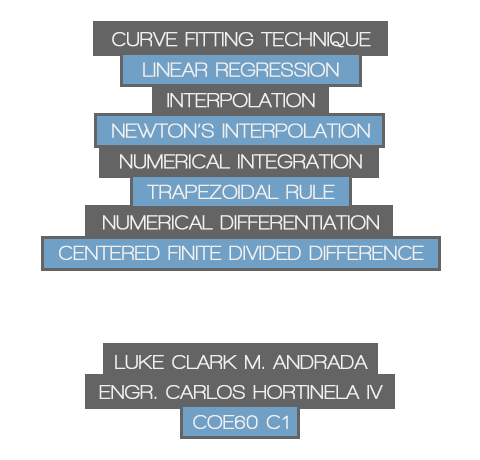 CURVE FITTING TECHNIQUE
LINEAR REGRESSION
INTERPOLATION
NEWTON'S INTERPOLATION
NUMERICAL INTEGRATION
TRAPEZOIDAL RULE
NUMERICAL DIFFERENTIATION
CENTERED FINITE DIVIDED DIFFERENCE
LUKE CLARK M. ANDRADA
ENGR. CARLOS HORTINELA IV
COE60 C1